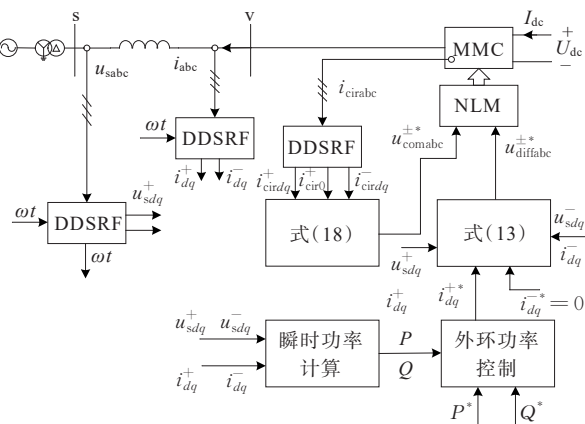 s
v
I_dc
+
U_dc
−
MMC
u_sabc
i_abc
i_cirabc
NLM
u_comabc^±*
u_diffabc^±*
ωt
DDSRF
DDSRF
i_dq^+ i_dq^-
i_cirdq^+ i_cir0^+ i_cirdq^-
u_sdq^+
ωt
DDSRF
ωt
式(18)
式(13)
u_sdq^+
u_sdq^-
i_dq^-
i_dq^+
i_dq^+*
i_dq^-*=0
u_sdq^+ u_sdq^-
i_dq^+ i_dq^-
瞬时功率
计算
P
Q
外环功率
控制
P^* Q^*